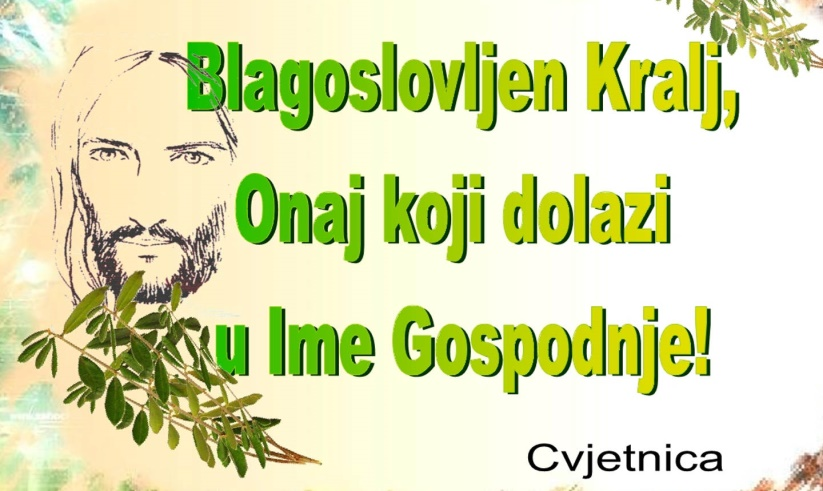 Blagoslovljen Kralj,
Onaj koji dolazi
u Ime Gospodnje!
Cvjetnica